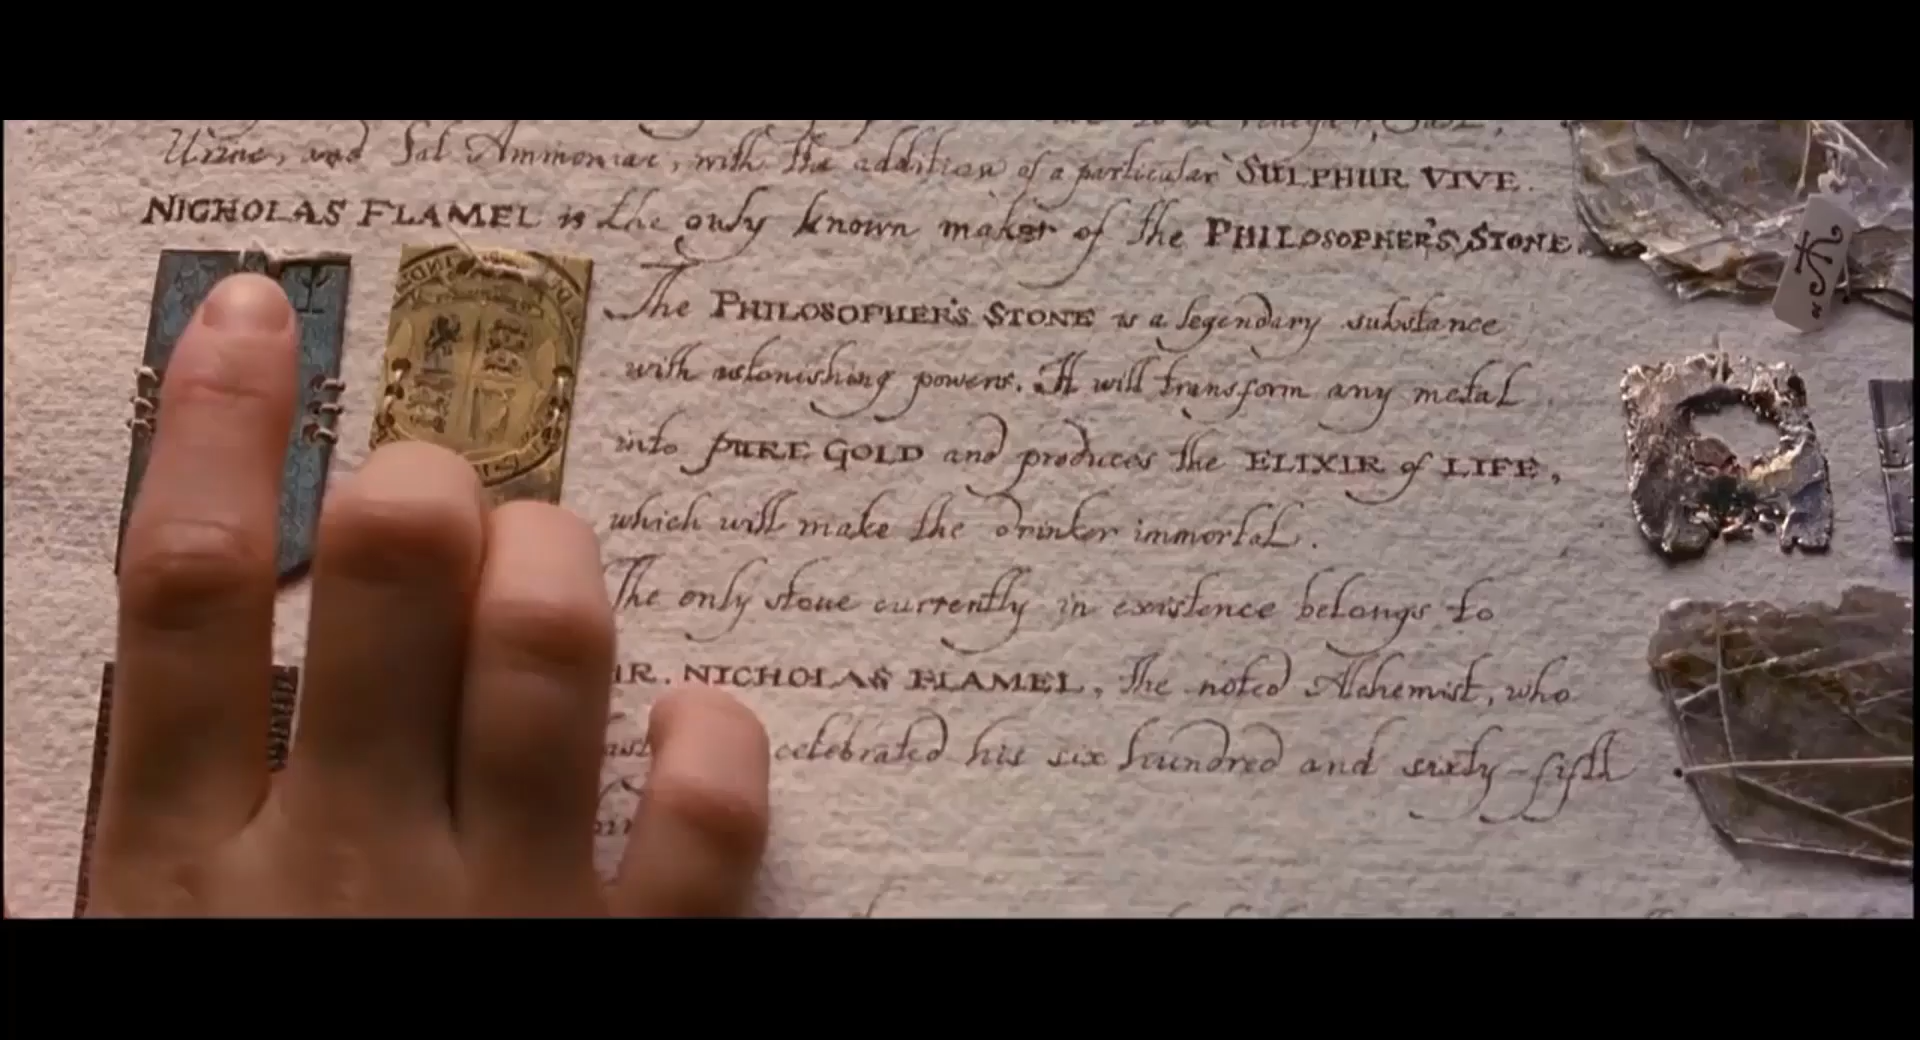 Urine, and Sal Ammoniac, with the addition of a particular SULPHUR VIVE.
NICHOLAS FLAMEL is the only known maker of the PHILOSOPHER'S STONE.
The PHILOSOPHER'S STONE is a legendary substance
with astonishing powers. It will transform any metal
into PURE GOLD and produces the ELIXIR of LIFE,
which will make the drinker immortal.
The only stone currently in existence belongs to
MR. NICHOLAS FLAMEL, The noted Alchemist, who
last celebrated his six hundred and sixty-fifth